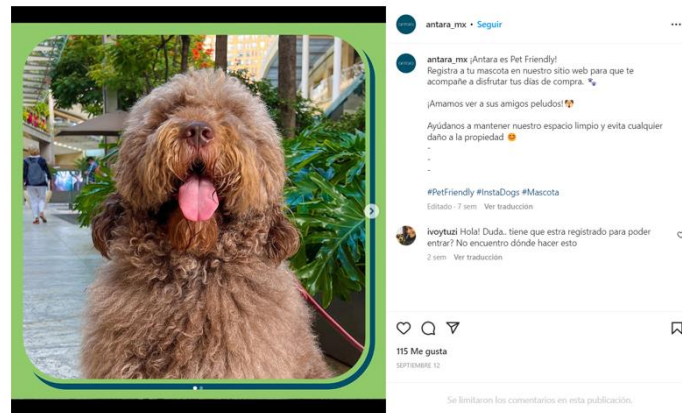 antara_mx • Seguir
antara_mx ¡Antara es Pet Friendly!
Registra a tu mascota en nuestro sitio web para que te
acompañe a disfrutar tus días de compra. 🐾
¡Amamos ver a sus amigos peludos!🐶
Ayúdanos a mantener nuestro espacio limpio y evita cualquier
daño a la propiedad 😊
-
-
-
#PetFriendly #InstaDogs #Mascota
Editado · 7 sem Ver traducción
ivoytuzi Hola! Duda.. tiene que estra registrado para poder
entrar? No encuentro dónde hacer esto
2 sem Ver traducción
115 Me gusta
SEPTIEMBRE 12
Se limitaron los comentarios en esta publicación.